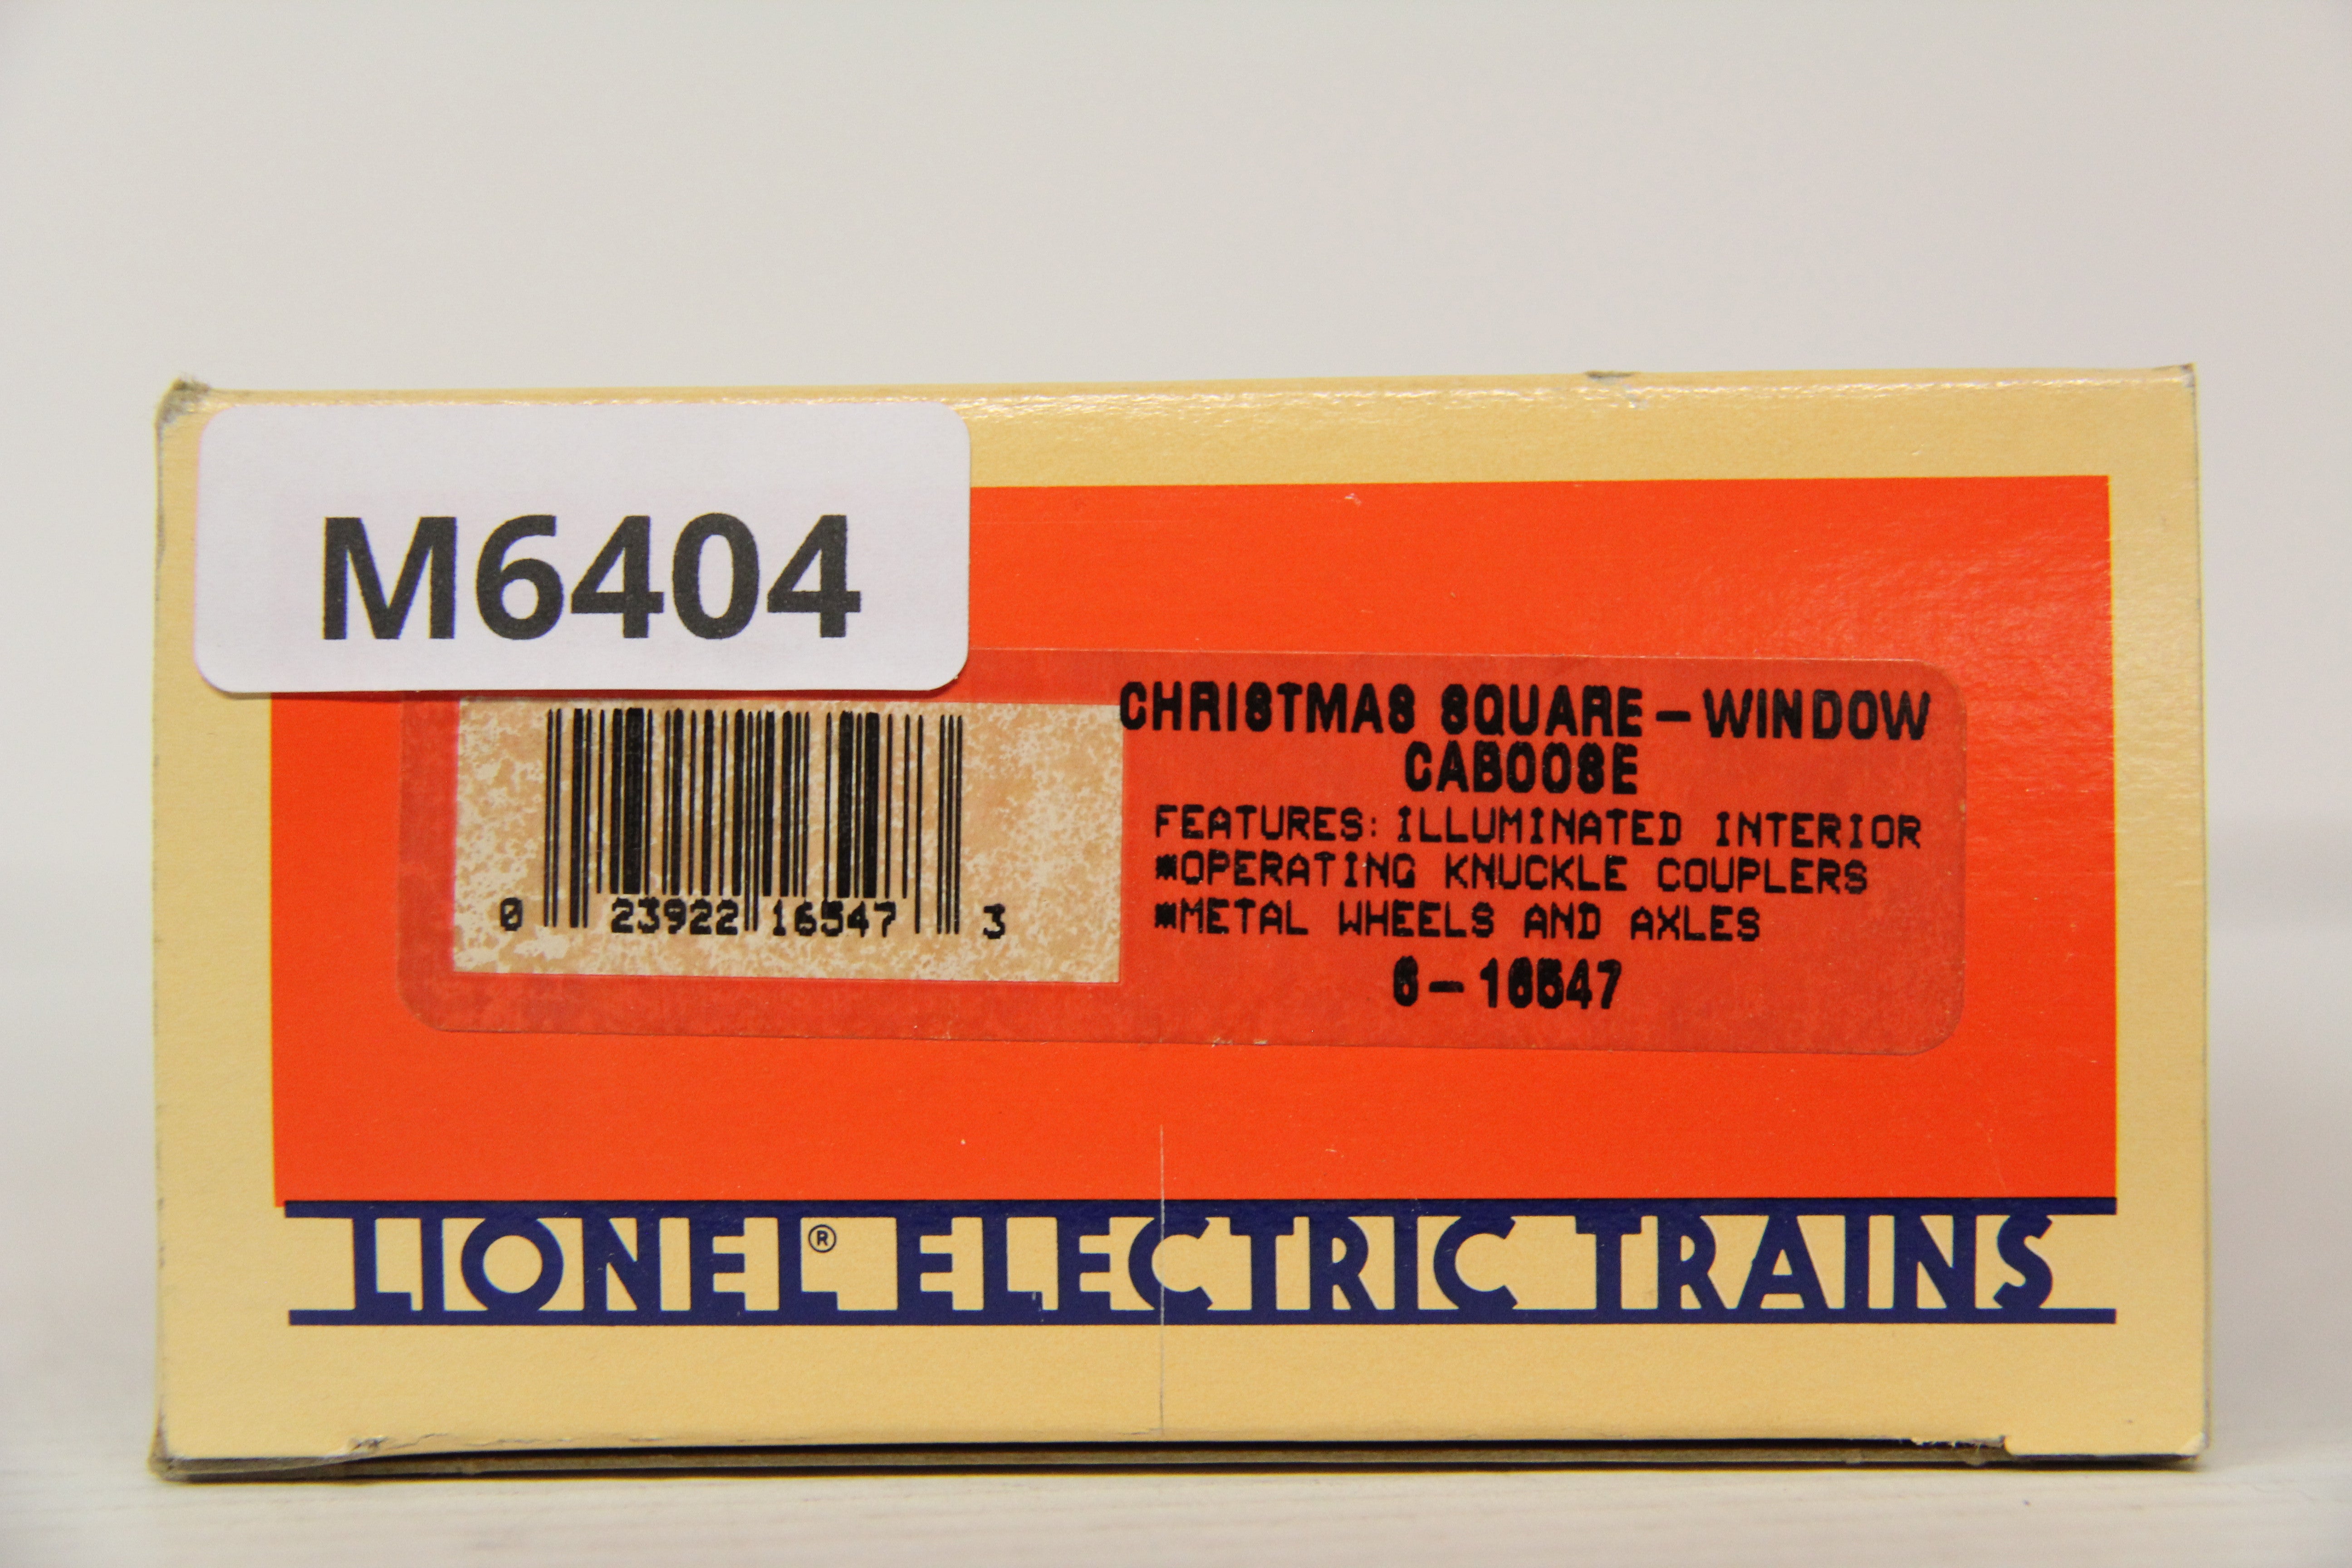 M6404
CHRISTMAS SQUARE-WINDOW
CABOOSE
FEATURES: ILLUMINATED INTERIOR
*OPERATING KNUCKLE COUPLERS
*METAL WHEELS AND AXLES
6-16547
0 23922 16547 3
LIONEL® ELECTRIC TRAINS